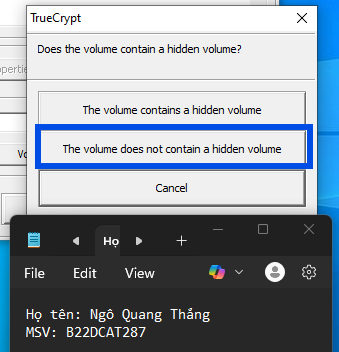 TrueCrypt
Does the volume contain a hidden volume?
The volume contains a hidden volume
The volume does not contain a hidden volume
Cancel
Họ
File Edit View
Họ tên: Ngô Quang Thắng
MSV: B22DCAT287